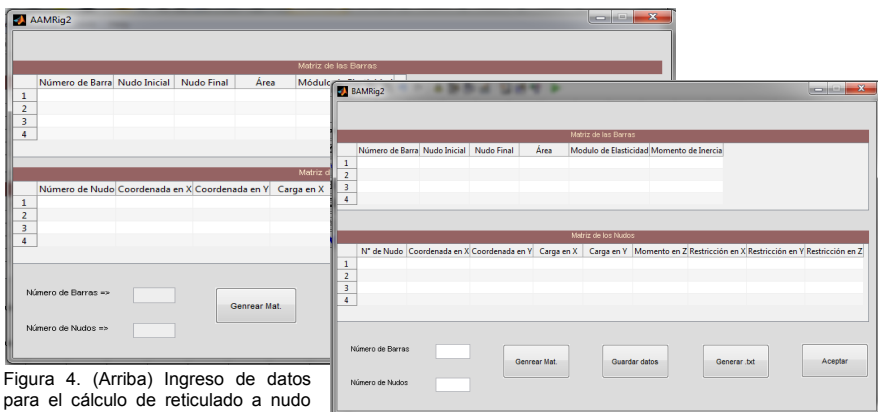 AAMRig2
Matriz de las Barras
Número de Barra Nudo Inicial Nudo Final Área
1
2
3
4
Número de Nudo Coordenada en X Coordenada en Y Carga en X
1
2
3
4
Número de Barras =>
Número de Nudos =>
Genrear Mat.
BAMRig2
Matriz de las Barras
Número de Barra Nudo Inicial Nudo Final Área Modulo de Elasticidad Momento de Inercia
1
2
3
4
Matriz de los Nudos
N° de Nudo Coordenada en X Coordenada en Y Carga en X Carga en Y Momento en Z Restricción en X Restricción en Y Restricción en Z
1
2
3
4
Número de Barras
Número de Nudos
Genrear Mat.
Guardar datos
Generar .txt
Aceptar
Figura 4. (Arriba) Ingreso de datos
para el cálculo de reticulado a nudo